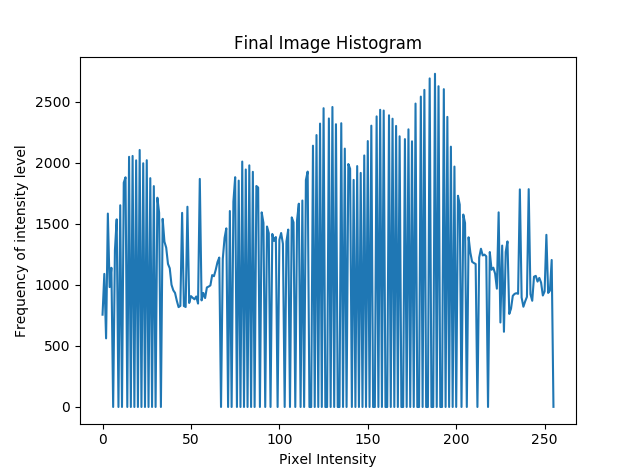 Final Image Histogram
Frequency of intensity level
2500
2000
1500
1000
500
0
0 50 100 150 200 250
Pixel Intensity